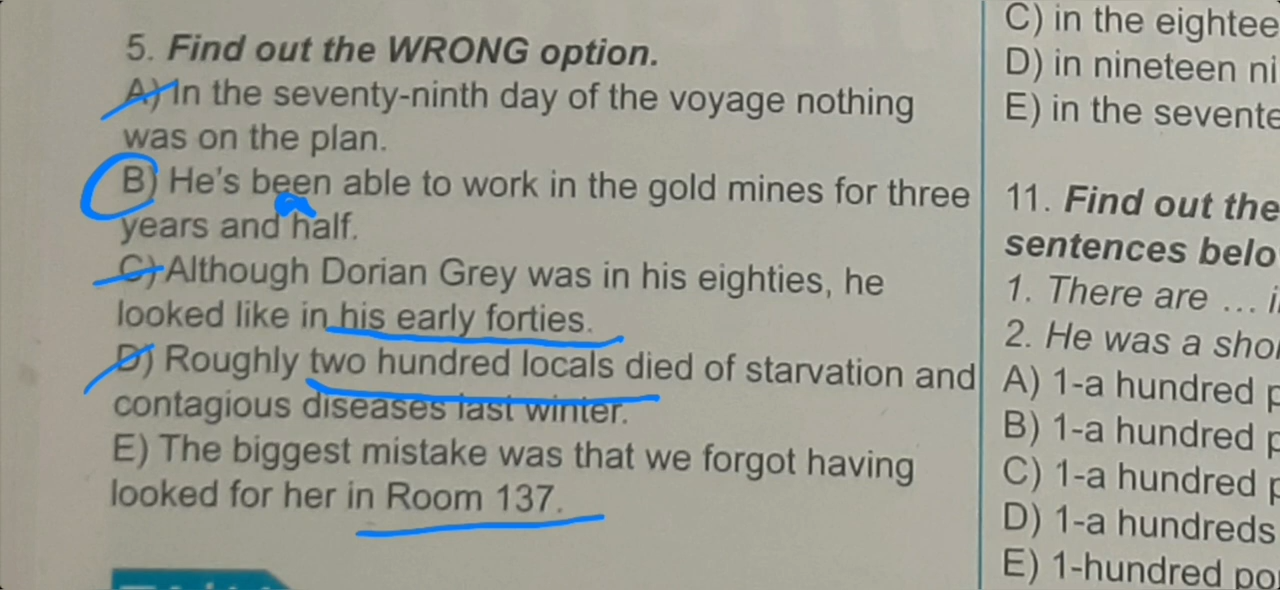 5. Find out the WRONG option.
A) In the seventy-ninth day of the voyage nothing
was on the plan.
B) He's been able to work in the gold mines for three
a
years and half.
C) Although Dorian Grey was in his eighties, he
looked like in his early forties.
D) Roughly two hundred locals died of starvation and
contagious diseases last winter.
E) The biggest mistake was that we forgot having
looked for her in Room 137.
C) in the eightee
D) in nineteen ni
E) in the sevente
11. Find out the
sentences belo
1. There are ... i
2. He was a sho
A) 1-a hundred p
B) 1-a hundred p
C) 1-a hundred p
D) 1-a hundreds
E) 1-hundred po